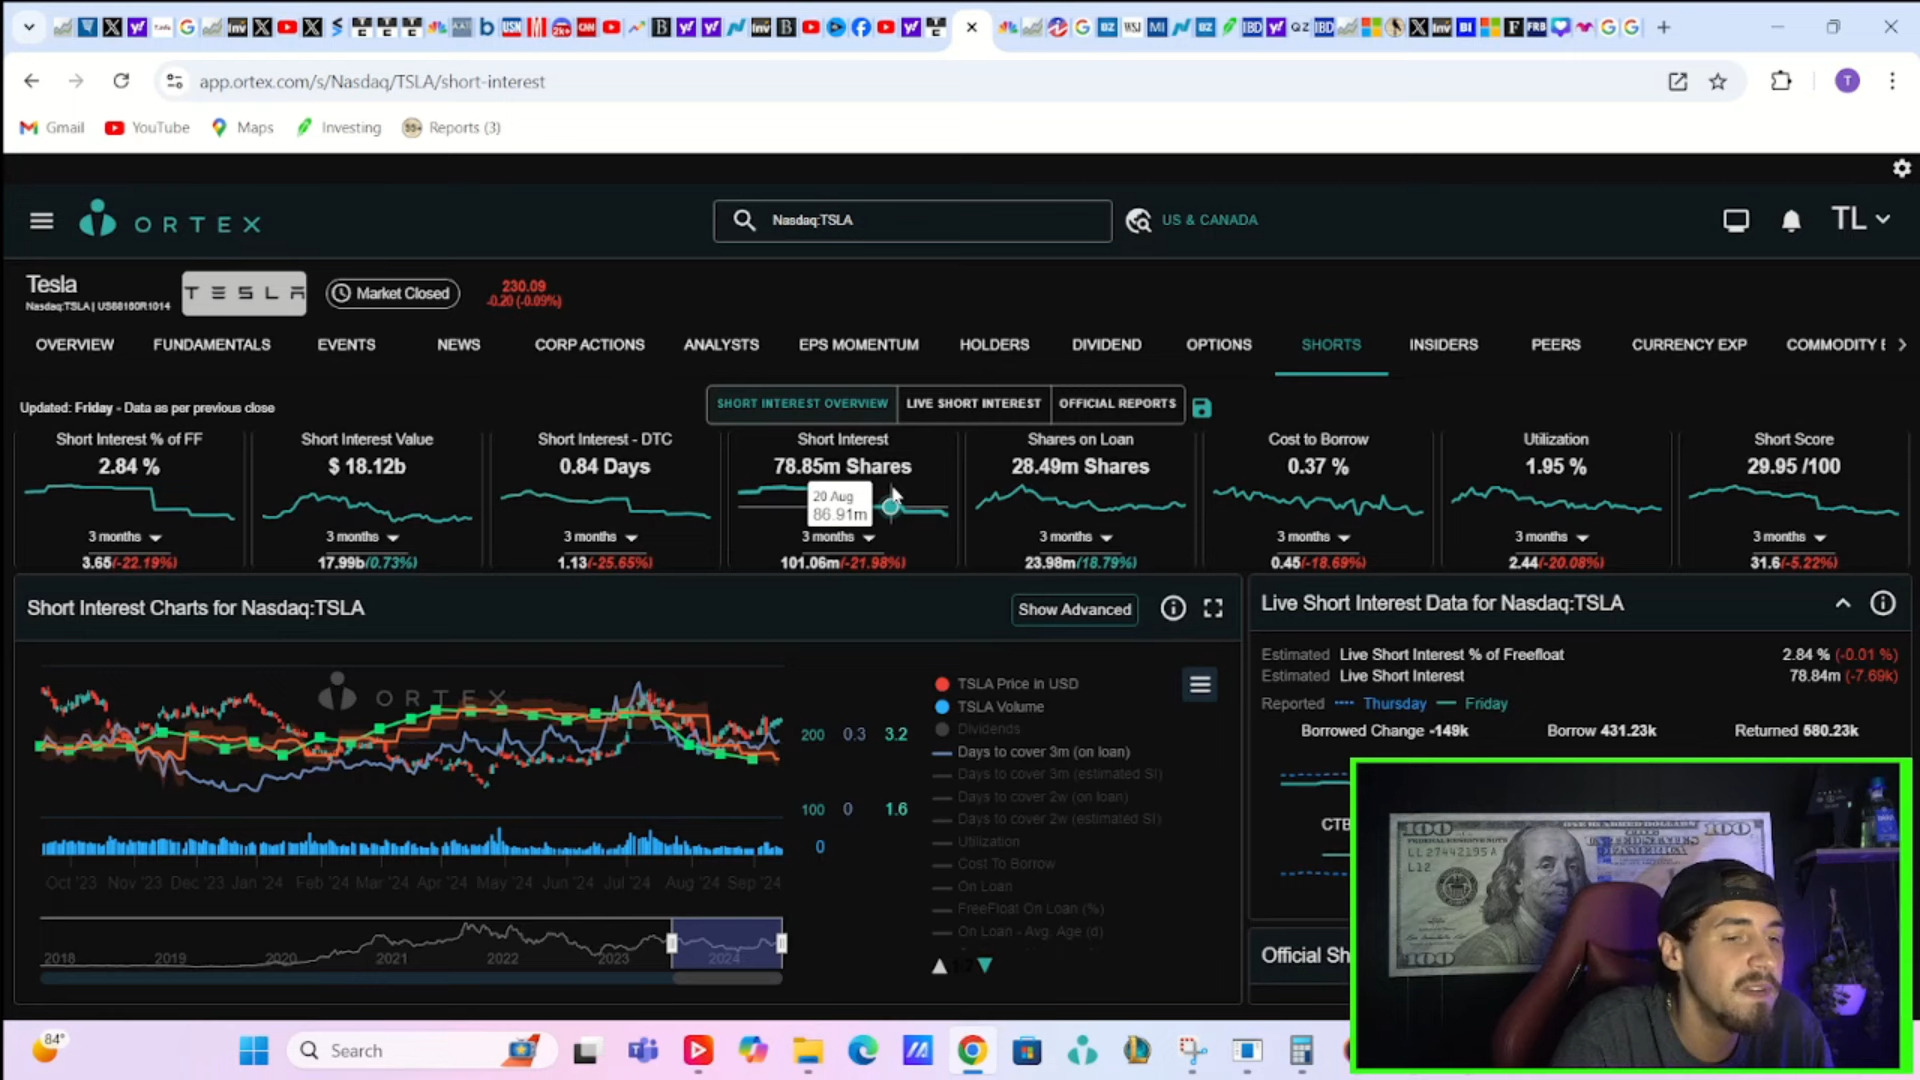 app.ortex.com/s/Nasdaq/TSLA/short-interest
Gmail YouTube Maps Investing Reports (3)
ORTEX Nasdaq:TSLA US & CANADA TL
Tesla
Nasdaq:TSLA | US88160R1014
TESLA
Market Closed
230.09
-0.20 (-0.09%)
OVERVIEW FUNDAMENTALS EVENTS NEWS CORP ACTIONS ANALYSTS EPS MOMENTUM HOLDERS DIVIDEND OPTIONS SHORTS INSIDERS PEERS CURRENCY EXP COMMODITY E
Updated: Friday - Data as per previous close
SHORT INTEREST OVERVIEW LIVE SHORT INTEREST OFFICIAL REPORTS
Short Interest % of FF
2.84 %
3 months
3.65(-22.19%)
Short Interest Value
$ 18.12b
3 months
17.99b(0.73%)
Short Interest - DTC
0.84 Days
3 months
1.13(-25.65%)
Short Interest
78.85m Shares
20 Aug
86.91m
3 months
101.06m(-21.98%)
Shares on Loan
28.49m Shares
3 months
23.98m(18.79%)
Cost to Borrow
0.37 %
3 months
0.45(-18.69%)
Utilization
1.95 %
3 months
2.44(-20.08%)
Short Score
29.95 /100
3 months
31.6(-5.22%)
Short Interest Charts for Nasdaq:TSLA
Show Advanced
ORTEX
200 0.3 3.2
100 0 1.6
0
Oct '23 Nov '23 Dec '23 Jan '24 Feb '24 Mar '24 Apr '24 May '24 Jun '24 Jul '24 Aug '24 Sep '24
2018 2019 2020 2021 2022 2023 2024
TSLA Price in USD
TSLA Volume
Dividends
Days to cover 3m (on loan)
Days to cover 3m (estimated SI)
Days to cover 2w (on loan)
Days to cover 2w (estimated SI)
Utilization
Cost To Borrow
On Loan
FreeFloat On Loan (%)
On Loan - Avg. Age (d)
Live Short Interest Data for Nasdaq:TSLA
Estimated Live Short Interest % of Freefloat 2.84 % (-0.01 %)
Estimated Live Short Interest 78.84m (-7.69k)
Reported Thursday Friday
Borrowed Change -149k Borrow 431.23k Returned 580.23k
CTB
Official Sh
100 100
LL 27442195 A
L12
100
84°
Search